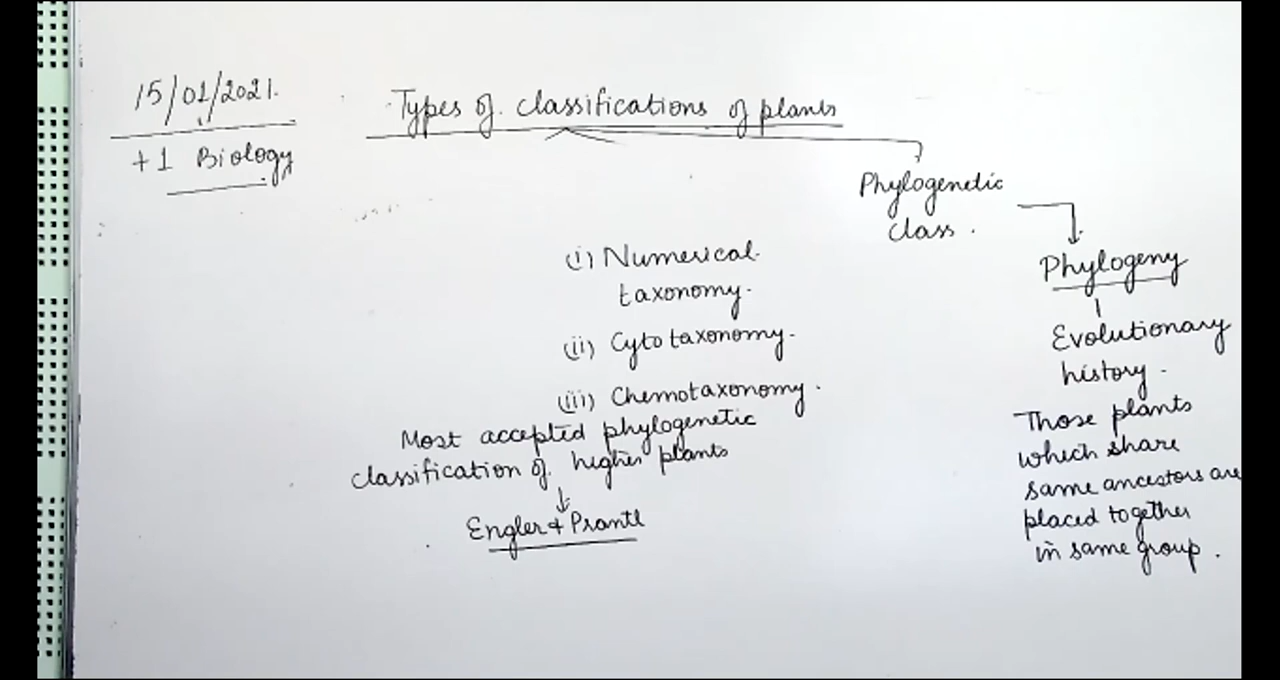 15/01/2021.
+1 Biology
Types of classifications of plants
Phylogenetic
class.
(i) Numerical
taxonomy.
(ii) Cytotaxonomy.
(iii) Chemotaxonomy.
Most accepted phylogenetic
classification of higher plants
↓
Engler & Prantl
Phylogeny
Evolutionary
history.
Those plants
which share
same ancestors are
placed together
in same group.